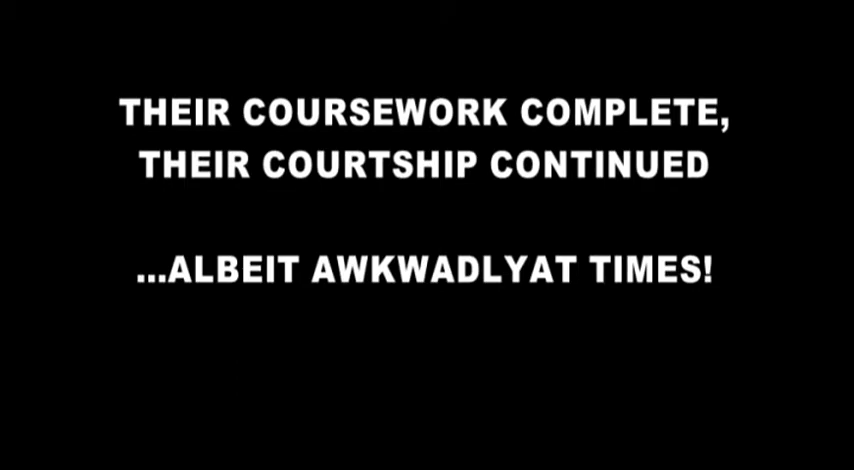 THEIR COURSEWORK COMPLETE,
THEIR COURTSHIP CONTINUED
...ALBEIT AWKWADLYAT TIMES!